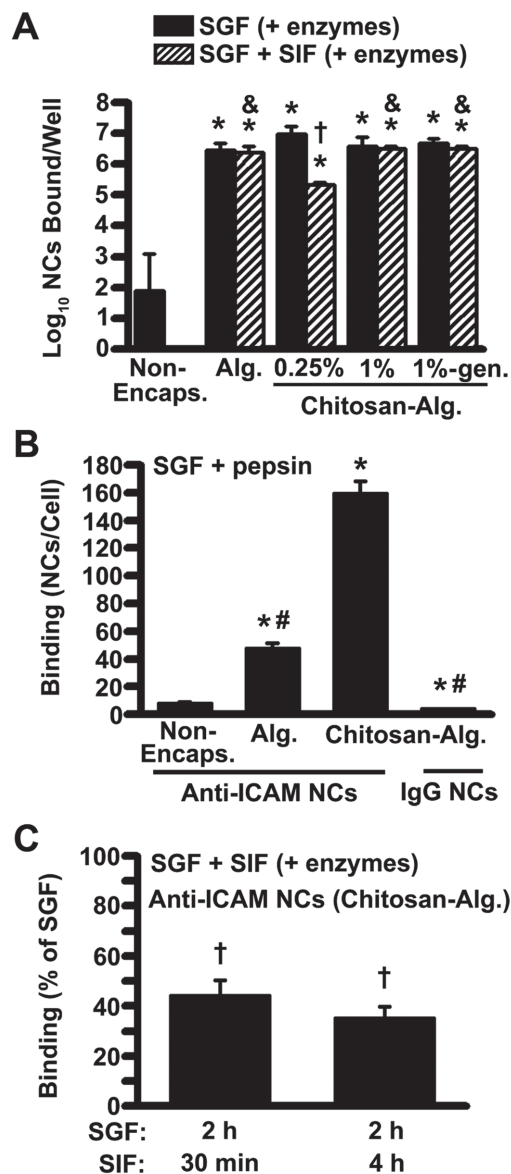 A
SGF (+ enzymes)
SGF + SIF (+ enzymes)
Log10 NCs Bound/Well
8
7
6
5
4
3
2
1
0
* & * * † * * & * * & *
Non-Encaps.
Alg.
0.25%
1%
1%-gen.
Chitosan-Alg.
B
SGF + pepsin
Binding (NCs/Cell)
180
160
140
120
100
80
60
40
20
0
*#
*
*#
Non-Encaps.
Alg.
Chitosan-Alg.
Anti-ICAM NCs
IgG NCs
C
SGF + SIF (+ enzymes)
Anti-ICAM NCs (Chitosan-Alg.)
Binding (% of SGF)
100
80
60
40
20
0
†
†
SGF: 2 h 2 h
SIF: 30 min 4 h